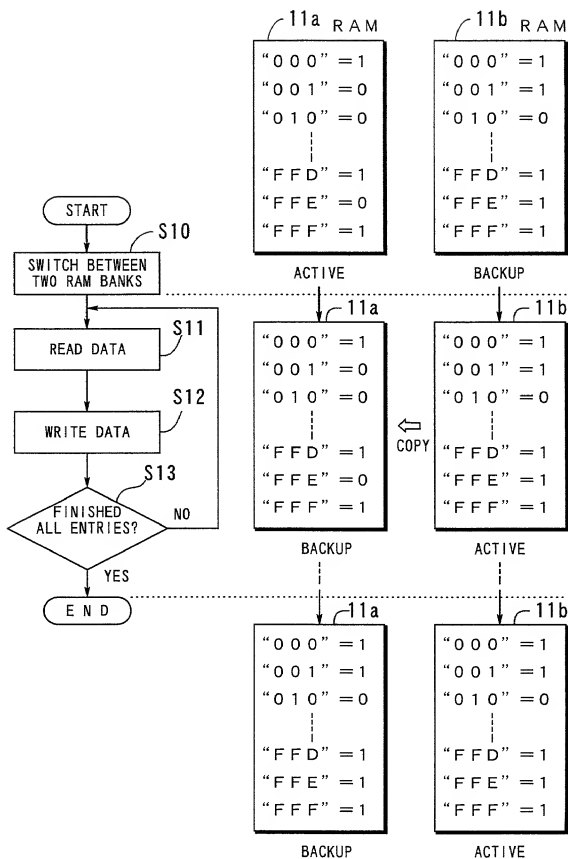 11a RAM
"000" = 1
"001" = 0
"010" = 0
"FFD" = 1
"FFE" = 0
"FFF" = 1
ACTIVE
11b RAM
"000" = 1
"001" = 1
"010" = 0
"FFD" = 1
"FFE" = 1
"FFF" = 1
BACKUP
START
S10
SWITCH BETWEEN
TWO RAM BANKS
S11
READ DATA
S12
WRITE DATA
S13
FINISHED
ALL ENTRIES?
NO
YES
END
11a
"000" = 1
"001" = 0
"010" = 0
"FFD" = 1
"FFE" = 0
"FFF" = 1
BACKUP
COPY
11b
"000" = 1
"001" = 1
"010" = 0
"FFD" = 1
"FFE" = 1
"FFF" = 1
ACTIVE
11a
"000" = 1
"001" = 1
"010" = 0
"FFD" = 1
"FFE" = 1
"FFF" = 1
BACKUP
11b
"000" = 1
"001" = 1
"010" = 0
"FFD" = 1
"FFE" = 1
"FFF" = 1
ACTIVE